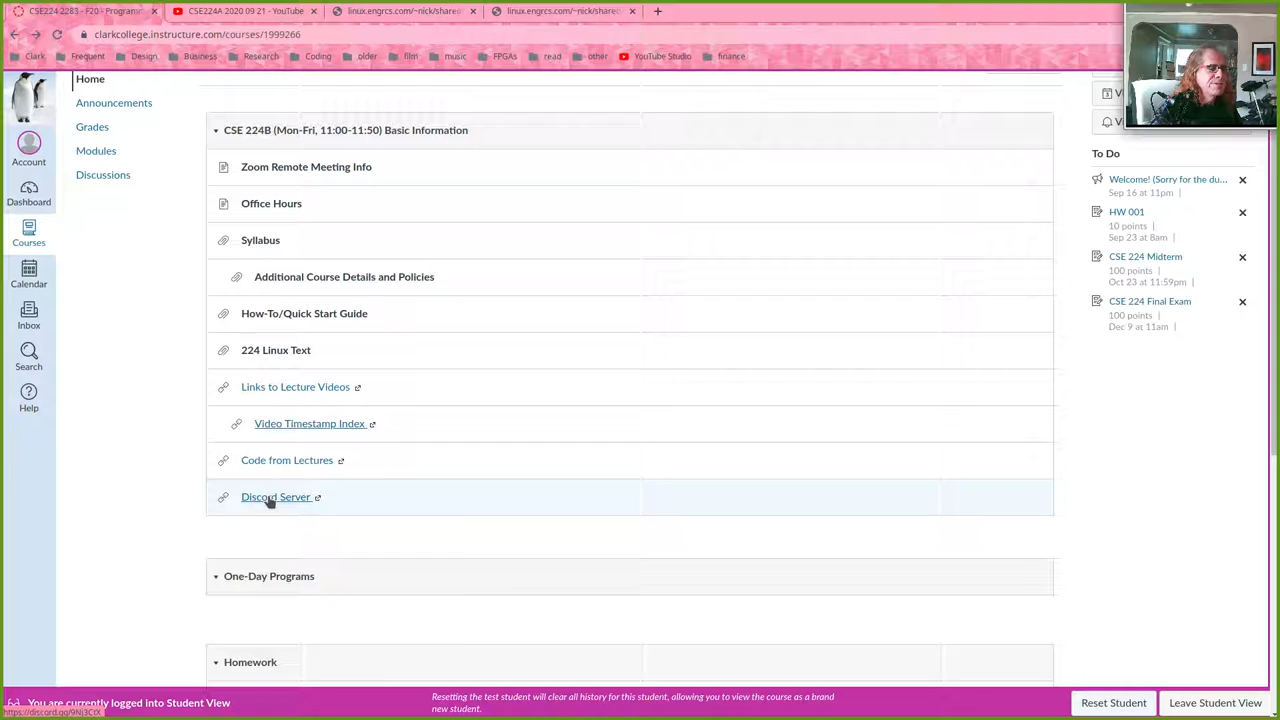 CSE224 2283 - F20 - Programi
CSE224A 2020 09 21 - YouTube
linux.engrcs.com/~nick/shared
linux.engrcs.com/~nick/shared
clarkcollege.instructure.com/courses/1999266
Clark
Frequent
Design
Business
Research
Coding
older
film
music
FPGAs
read
other
YouTube Studio
finance
Home
Announcements
Grades
Modules
Discussions
Account
Dashboard
Courses
Calendar
Inbox
Search
Help
CSE 224B (Mon-Fri, 11:00-11:50) Basic Information
Zoom Remote Meeting Info
Office Hours
Syllabus
Additional Course Details and Policies
How-To/Quick Start Guide
224 Linux Text
Links to Lecture Videos
Video Timestamp Index
Code from Lectures
Discord Server
One-Day Programs
Homework
To Do
Welcome! (Sorry for the du...
Sep 16 at 11pm |
HW 001
10 points |
Sep 23 at 8am |
CSE 224 Midterm
100 points |
Oct 23 at 11:59pm |
CSE 224 Final Exam
100 points |
Dec 9 at 11am |
You are currently logged into Student View
Resetting the test student will clear all history for this student, allowing you to view the course as a brand
new student.
Reset Student
Leave Student View